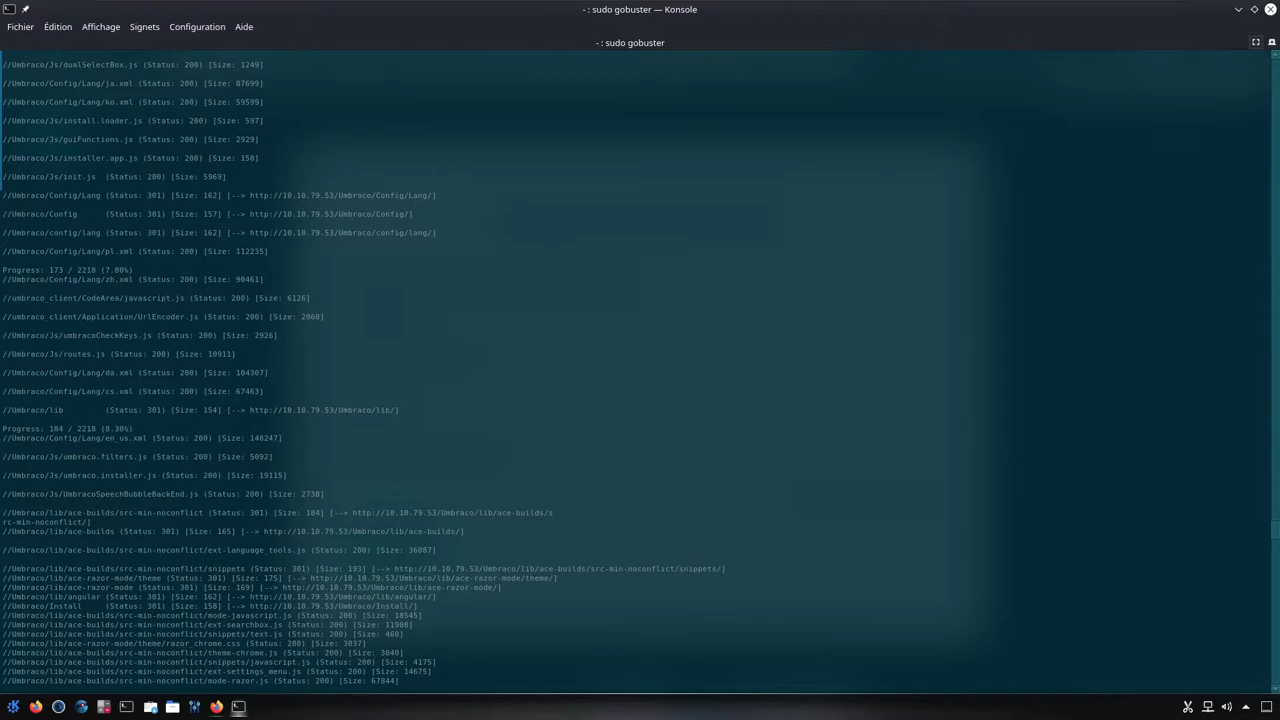 - : sudo gobuster — Konsole
Fichier Édition Affichage Signets Configuration Aide
- : sudo gobuster
//Umbraco/Js/dualSelectBox.js (Status: 200) [Size: 1249]
//Umbraco/Config/Lang/ja.xml (Status: 200) [Size: 87699]
//Umbraco/Config/Lang/ko.xml (Status: 200) [Size: 59599]
//Umbraco/Js/install.loader.js (Status: 200) [Size: 597]
//Umbraco/Js/guiFunctions.js (Status: 200) [Size: 2929]
//Umbraco/Js/installer.app.js (Status: 200) [Size: 150]
//Umbraco/Js/init.js  (Status: 200) [Size: 5969]
//Umbraco/Config/Lang (Status: 301) [Size: 162] [--> http://10.10.79.53/Umbraco/Config/Lang/]
//Umbraco/Config      (Status: 301) [Size: 157] [--> http://10.10.79.53/Umbraco/Config/]
//Umbraco/config/lang (Status: 301) [Size: 162] [--> http://10.10.79.53/Umbraco/config/lang/]
//Umbraco/Config/Lang/pl.xml (Status: 200) [Size: 112235]
Progress: 173 / 2218 (7.80%)
//Umbraco/Config/Lang/zh.xml (Status: 200) [Size: 90461]
//umbraco_client/CodeArea/javascript.js (Status: 200) [Size: 6126]
//umbraco_client/Application/UrlEncoder.js (Status: 200) [Size: 2060]
//Umbraco/Js/umbracoCheckKeys.js (Status: 200) [Size: 2926]
//Umbraco/Js/routes.js (Status: 200) [Size: 10911]
//Umbraco/Config/Lang/da.xml (Status: 200) [Size: 104307]
//Umbraco/Config/Lang/cs.xml (Status: 200) [Size: 67463]
//Umbraco/lib         (Status: 301) [Size: 154] [--> http://10.10.79.53/Umbraco/lib/]
Progress: 184 / 2218 (8.30%)
//Umbraco/Config/Lang/en_us.xml (Status: 200) [Size: 148247]
//Umbraco/Js/umbraco.filters.js (Status: 200) [Size: 5092]
//Umbraco/Js/umbraco.installer.js (Status: 200) [Size: 19115]
//Umbraco/Js/UmbracoSpeechBubbleBackEnd.js (Status: 200) [Size: 2738]
//Umbraco/lib/ace-builds/src-min-noconflict (Status: 301) [Size: 184] [--> http://10.10.79.53/Umbraco/lib/ace-builds/s
rc-min-noconflict/]
//Umbraco/lib/ace-builds (Status: 301) [Size: 165] [--> http://10.10.79.53/Umbraco/lib/ace-builds/]
//Umbraco/lib/ace-builds/src-min-noconflict/ext-language_tools.js (Status: 200) [Size: 36087]
//Umbraco/lib/ace-builds/src-min-noconflict/snippets (Status: 301) [Size: 193] [--> http://10.10.79.53/Umbraco/lib/ace-builds/src-min-noconflict/snippets/]
//Umbraco/lib/ace-razor-mode/theme (Status: 301) [Size: 175] [--> http://10.10.79.53/Umbraco/lib/ace-razor-mode/theme/]
//Umbraco/lib/ace-razor-mode (Status: 301) [Size: 169] [--> http://10.10.79.53/Umbraco/lib/ace-razor-mode/]
//Umbraco/lib/angular (Status: 301) [Size: 162] [--> http://10.10.79.53/Umbraco/lib/angular/]
//Umbraco/Install     (Status: 301) [Size: 158] [--> http://10.10.79.53/Umbraco/Install/]
//Umbraco/lib/ace-builds/src-min-noconflict/mode-javascript.js (Status: 200) [Size: 18545]
//Umbraco/lib/ace-builds/src-min-noconflict/ext-searchbox.js (Status: 200) [Size: 11908]
//Umbraco/lib/ace-builds/src-min-noconflict/snippets/text.js (Status: 200) [Size: 460]
//Umbraco/lib/ace-razor-mode/theme/razor_chrome.css (Status: 200) [Size: 3037]
//Umbraco/lib/ace-builds/src-min-noconflict/theme-chrome.js (Status: 200) [Size: 3040]
//Umbraco/lib/ace-builds/src-min-noconflict/snippets/javascript.js (Status: 200) [Size: 4175]
//Umbraco/lib/ace-builds/src-min-noconflict/ext-settings_menu.js (Status: 200) [Size: 14675]
//Umbraco/lib/ace-builds/src-min-noconflict/mode-razor.js (Status: 200) [Size: 67844]